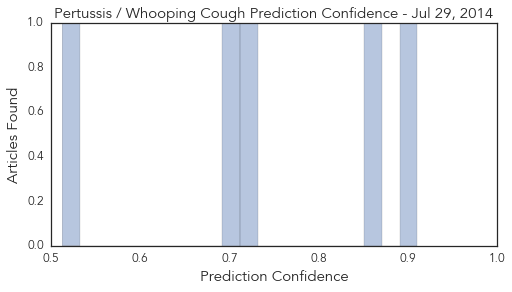 Pertussis / Whooping Cough Prediction Confidence - Jul 29, 2014
1.0
0.8
0.6
0.4
0.2
0.0
Articles Found
0.5 0.6 0.7 0.8 0.9 1.0
Prediction Confidence